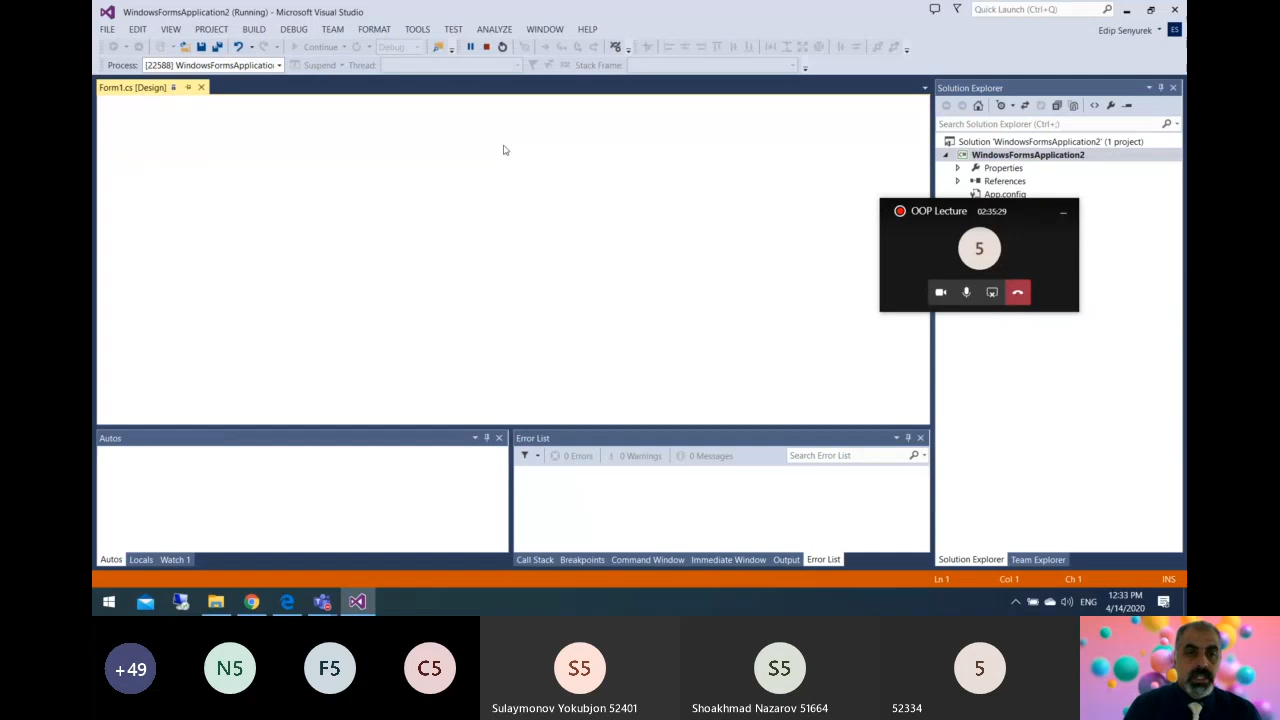 WindowsFormsApplication2 (Running) - Microsoft Visual Studio
Quick Launch (Ctrl+Q)
FILE EDIT VIEW PROJECT BUILD DEBUG TEAM FORMAT TOOLS TEST ANALYZE WINDOW HELP
Edip Senyurek ES
Continue Debug
Process: [22588] WindowsFormsApplication Suspend Thread: Stack Frame:
Form1.cs [Design]
Solution Explorer
Search Solution Explorer (Ctrl+;)
Solution 'WindowsFormsApplication2' (1 project)
C# WindowsFormsApplication2
Properties
References
App.config
OOP Lecture 02:35:29
5
Autos
Error List
0 Errors 0 Warnings 0 Messages Search Error List
Autos Locals Watch 1
Call Stack Breakpoints Command Window Immediate Window Output Error List
Solution Explorer Team Explorer
Ln 1 Col 1 Ch 1 INS
ENG 12:33 PM
4/14/2020
+49 N5 F5 C5 S5 S5 5
Sulaymonov Yokubjon 52401 Shoakhmad Nazarov 51664 52334